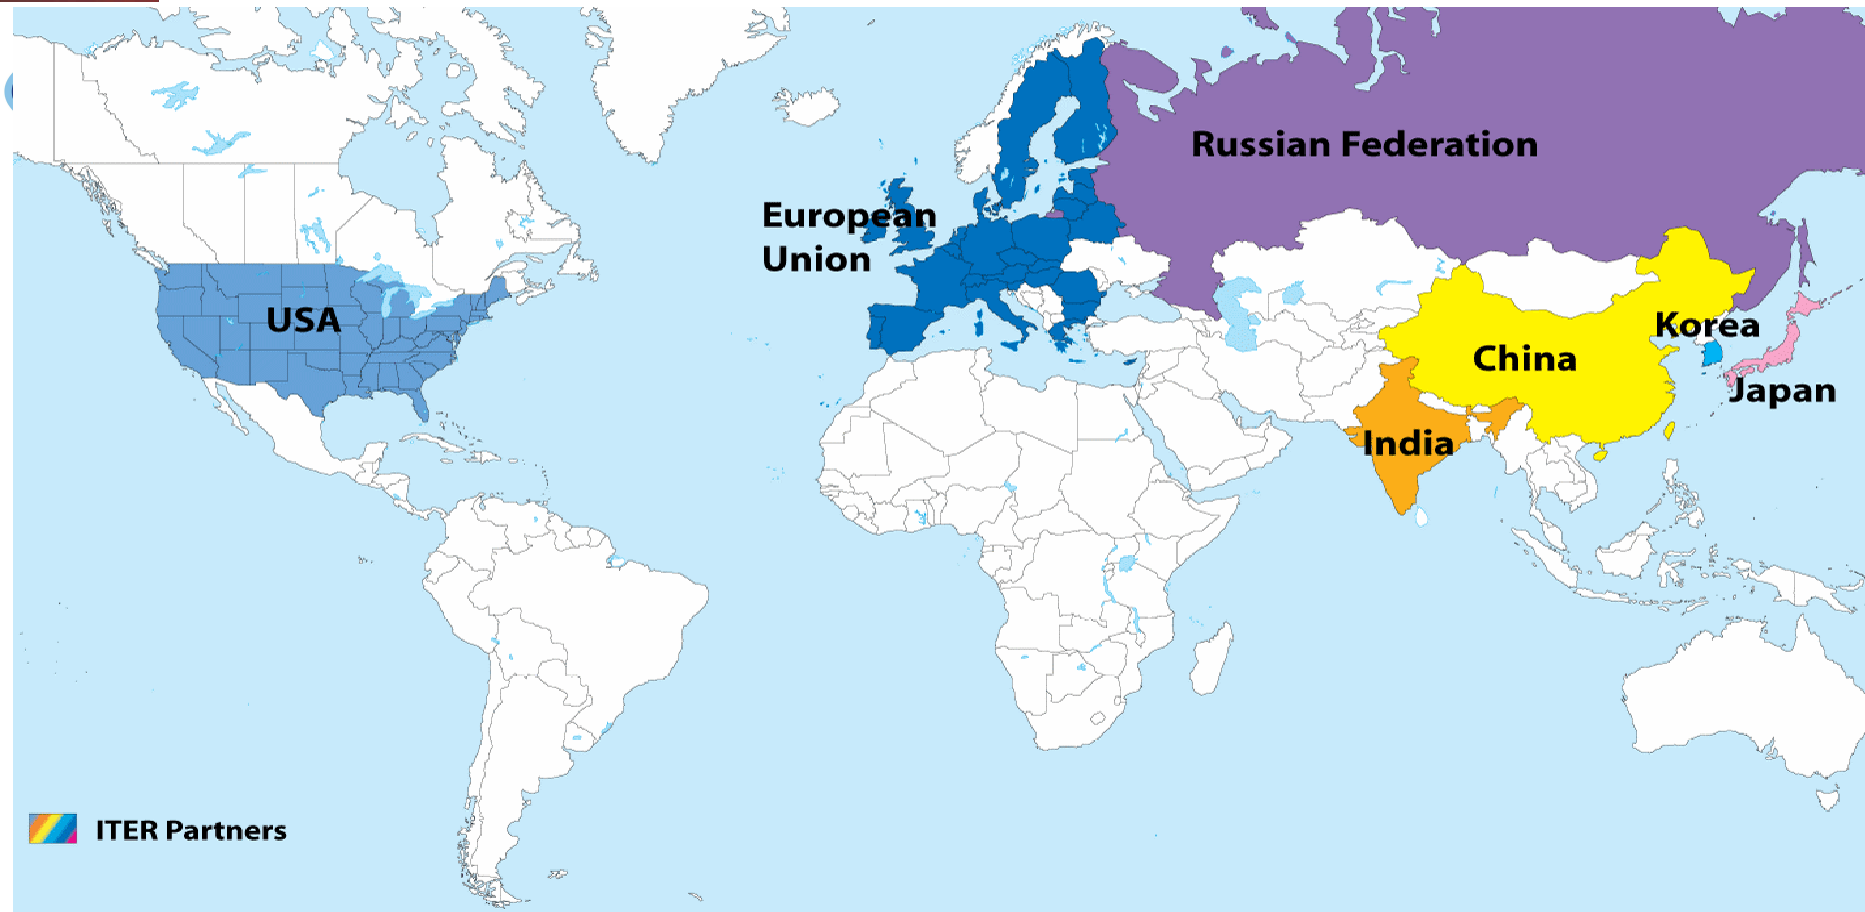 Russian Federation
European
Union
USA
Korea
China
Japan
India
ITER Partners